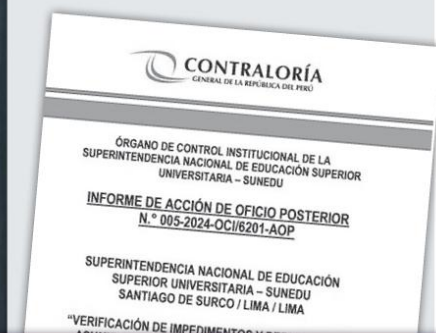 CONTRALORÍA
GENERAL DE LA REPÚBLICA DEL PERÚ
ÓRGANO DE CONTROL INSTITUCIONAL DE LA
SUPERINTENDENCIA NACIONAL DE EDUCACIÓN SUPERIOR
UNIVERSITARIA – SUNEDU
INFORME DE ACCIÓN DE OFICIO POSTERIOR
N.° 005-2024-OCI/6201-AOP
SUPERINTENDENCIA NACIONAL DE EDUCACIÓN
SUPERIOR UNIVERSITARIA – SUNEDU
SANTIAGO DE SURCO / LIMA / LIMA
"VERIFICACIÓN DE IMPEDIMENTOS